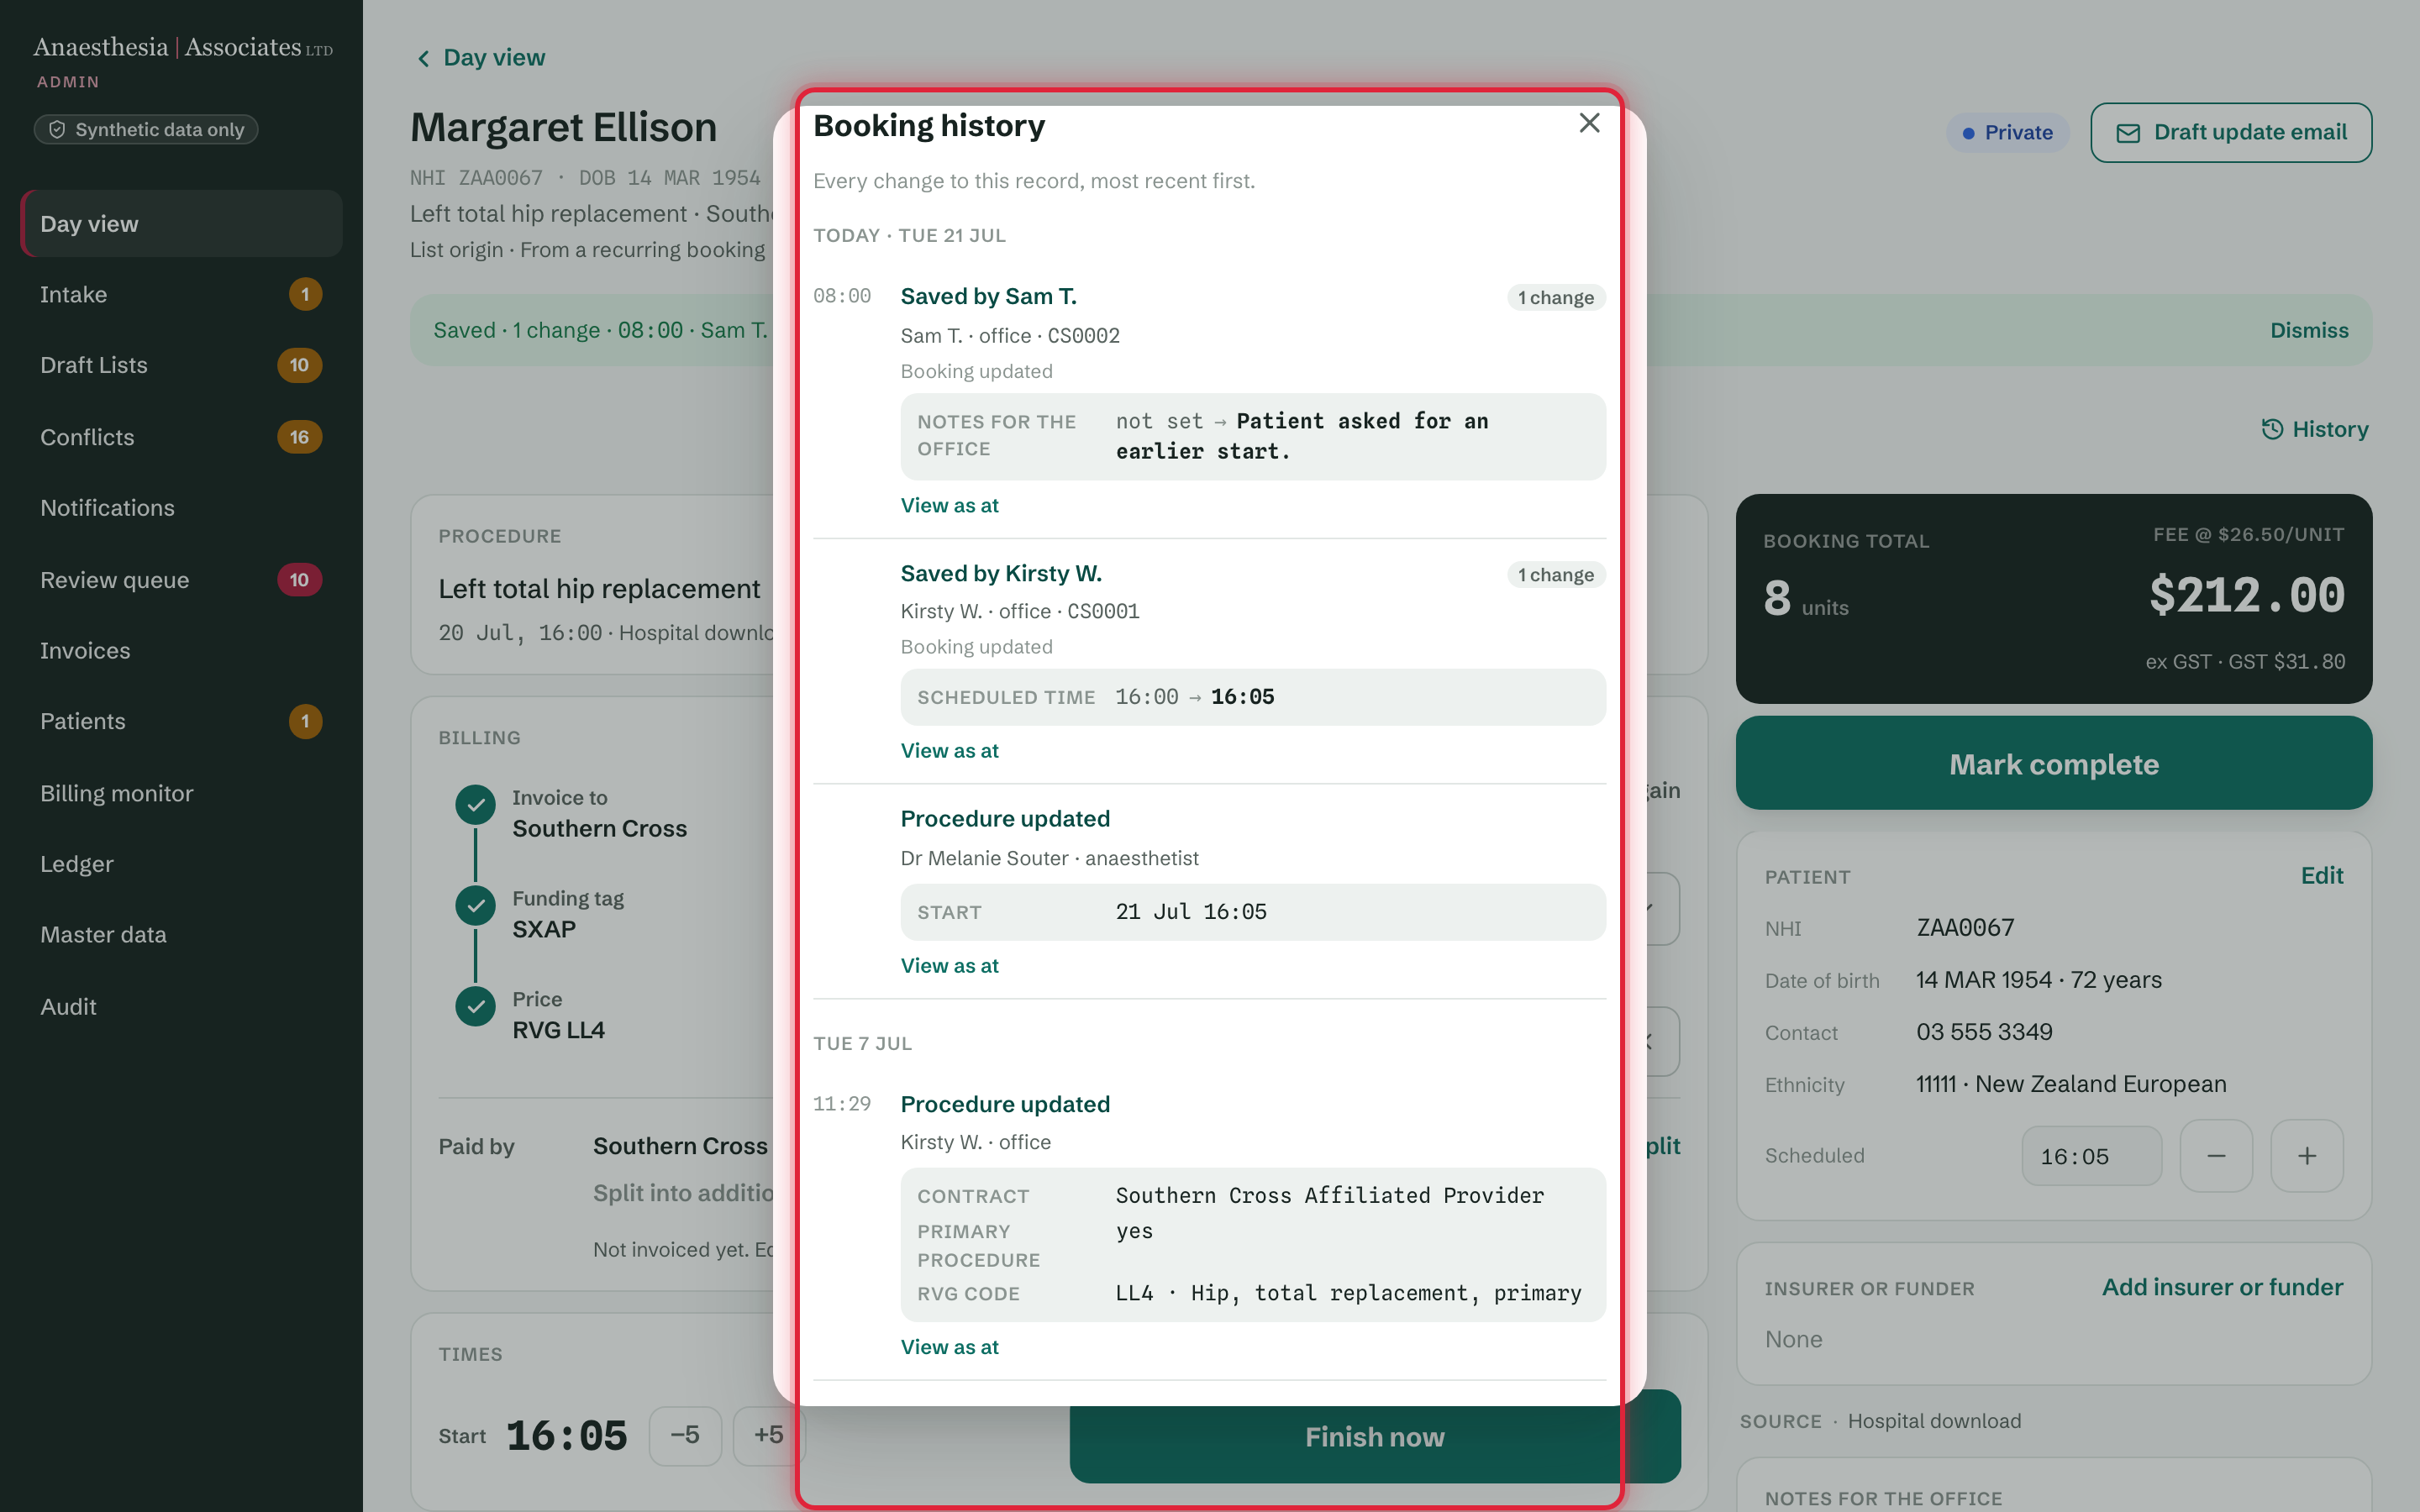 Anaesthesia | Associates LTD
ADMIN
Synthetic data only
Day view
Intake 1
Draft Lists 10
Conflicts 16
Notifications
Review queue 10
Invoices
Patients 1
Billing monitor
Ledger
Master data
Audit
Day view
Margaret Ellison
NHI ZAA0067 · DOB 14 MAR 1954
Left total hip replacement ·
List origin · From a recurring booking
Private
Draft update email
Saved · 1 change · 08:00 · Sam T.
Dismiss
History
PROCEDURE
Left total hip replacement
20 Jul, 16:00 · Hospital
BILLING
Invoice to
Southern Cross
Funding tag
SXAP
Price
RVG LL4
Paid by Southern Cross
Split into
Not invoiced yet.
TIMES
Start 16:05 −5 +5
Finish now
Booking history
Every change to this record, most recent first.
TODAY · TUE 21 JUL
08:00 Saved by Sam T. 1 change
Sam T. · office · CS0002
Booking updated
NOTES FOR THE OFFICE not set → Patient asked for an
earlier start.
View as at
Saved by Kirsty W. 1 change
Kirsty W. · office · CS0001
Booking updated
SCHEDULED TIME 16:00 → 16:05
View as at
Procedure updated
Dr Melanie Souter · anaesthetist
START 21 Jul 16:05
View as at
TUE 7 JUL
11:29 Procedure updated
Kirsty W. · office
CONTRACT Southern Cross Affiliated Provider
PRIMARY PROCEDURE yes
RVG CODE LL4 · Hip, total replacement, primary
View as at
BOOKING TOTAL
FEE @ $26.50/UNIT
8 units
$212.00
ex GST · GST $31.80
Mark complete
PATIENT Edit
NHI ZAA0067
Date of birth 14 MAR 1954 · 72 years
Contact 03 555 3349
Ethnicity 11111 · New Zealand European
Scheduled 16:05 − +
INSURER OR FUNDER Add insurer or funder
None
SOURCE · Hospital download
NOTES FOR THE OFFICE